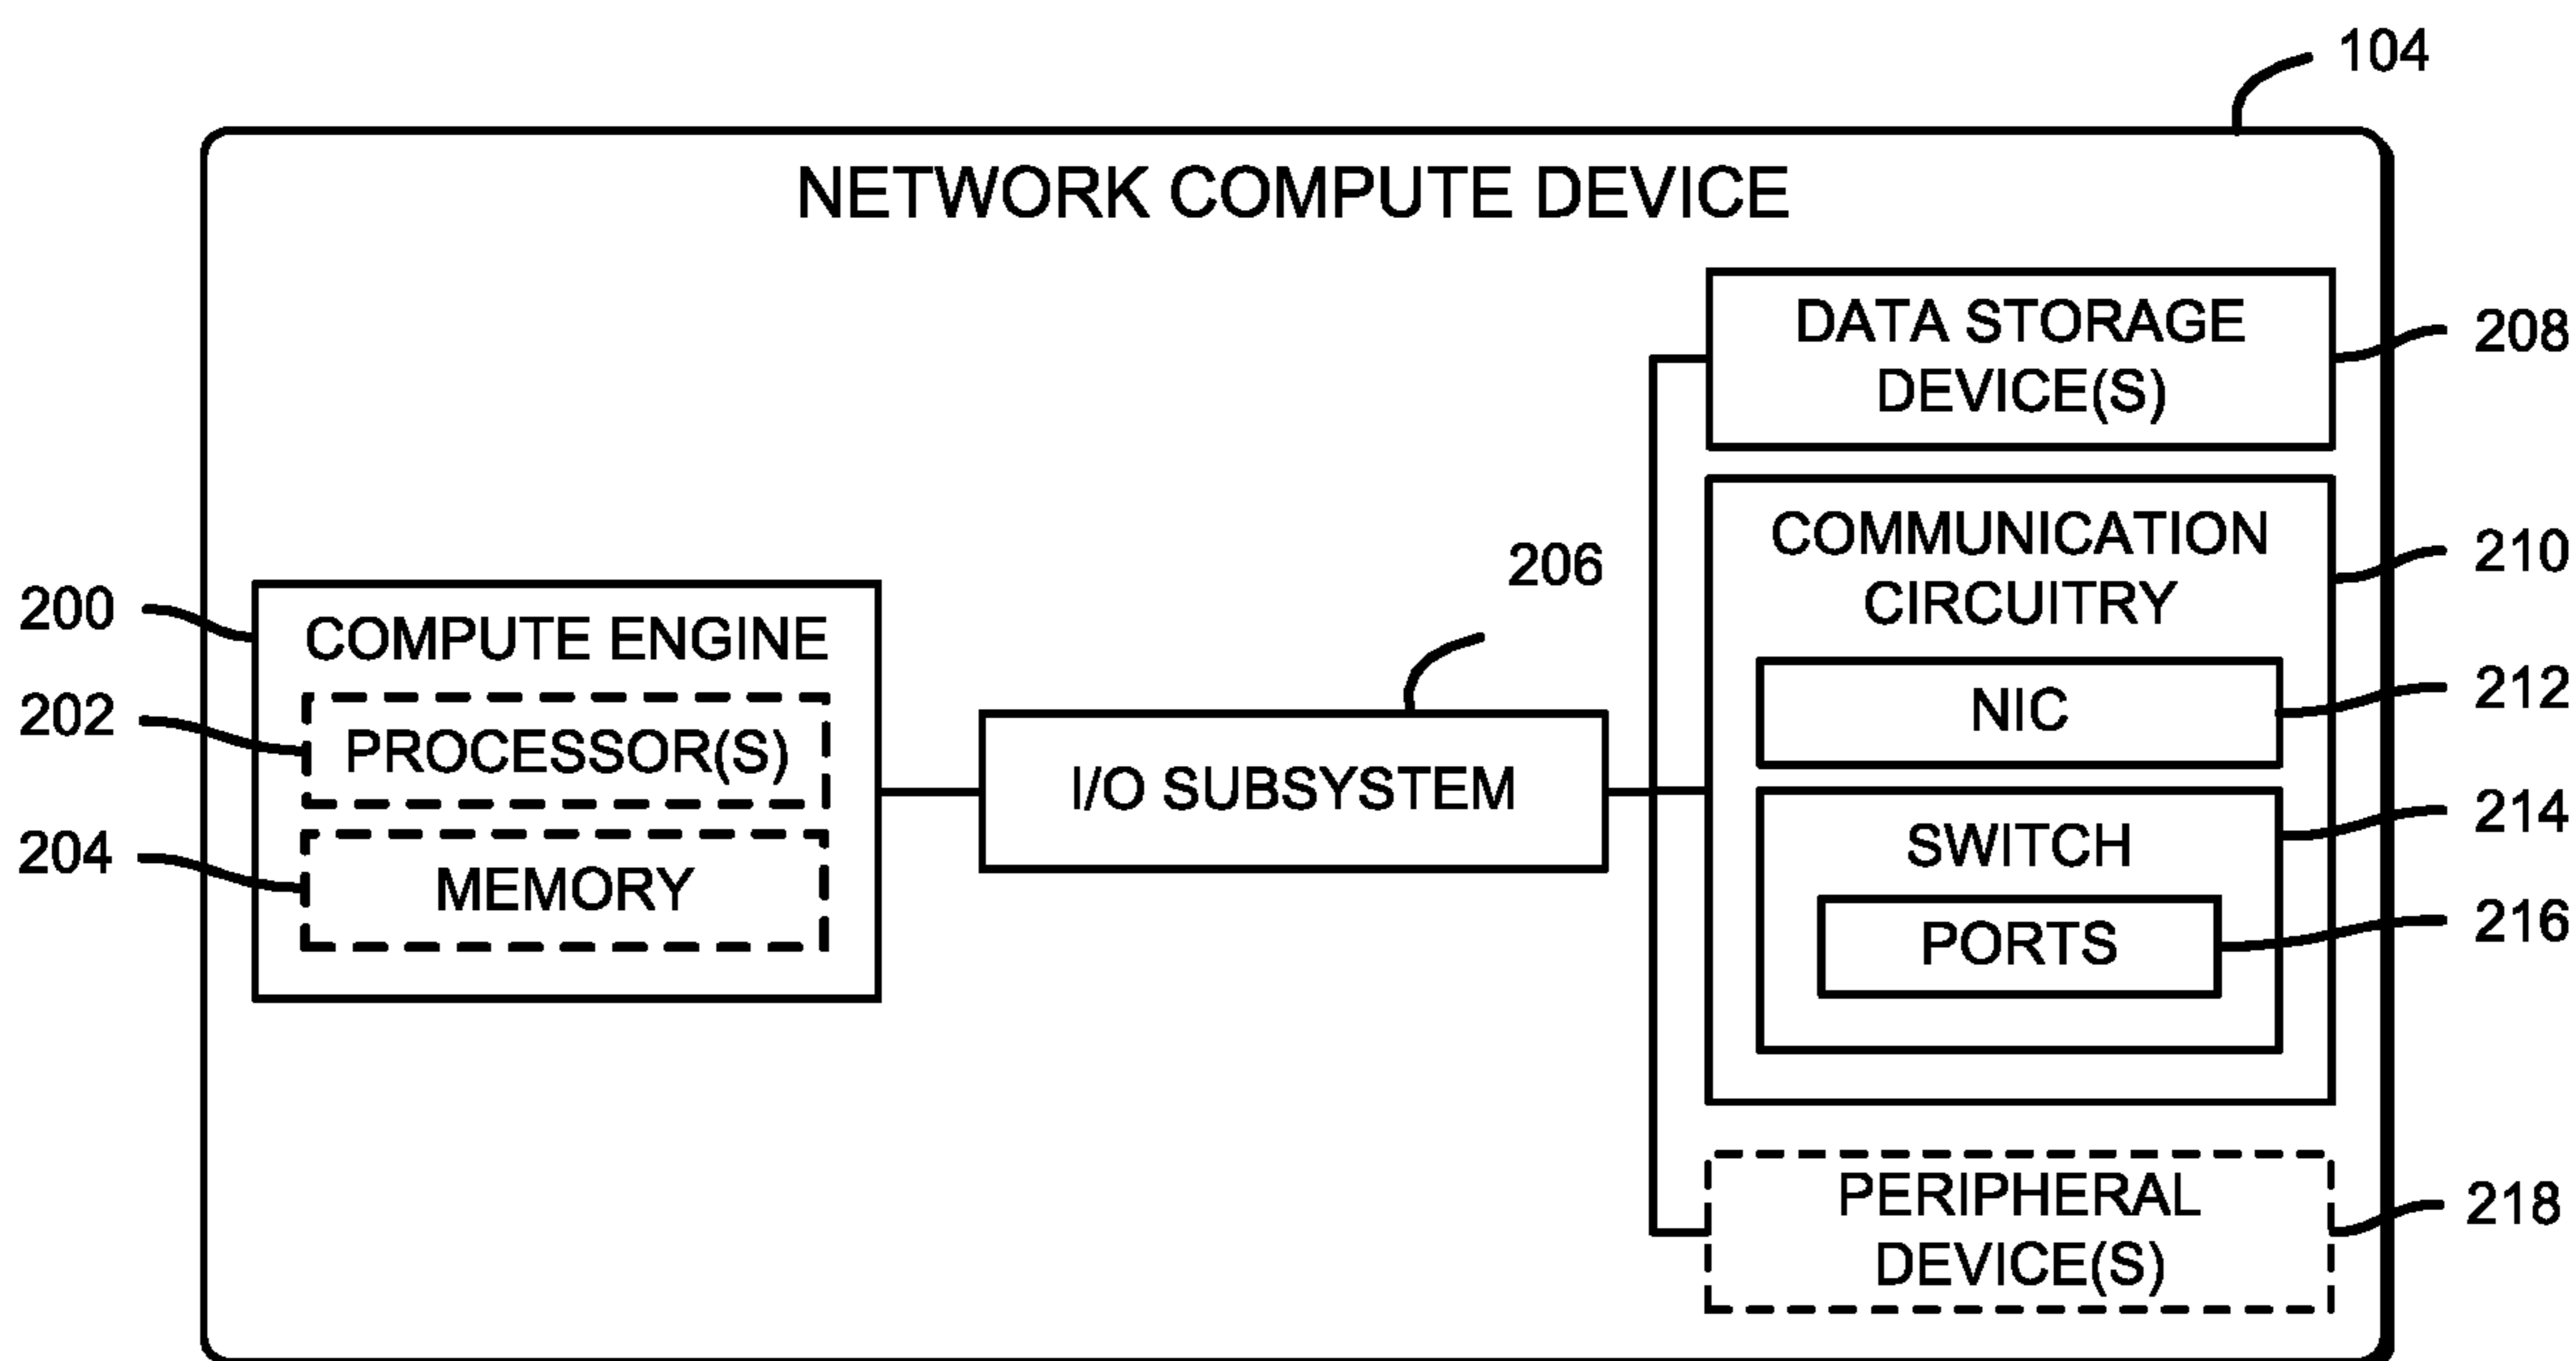 104
NETWORK COMPUTE DEVICE
DATA STORAGE
DEVICE(S)
208
COMMUNICATION
CIRCUITRY
210
206
200
COMPUTE ENGINE
202
PROCESSOR(S)
204
MEMORY
I/O SUBSYSTEM
NIC
212
SWITCH
214
PORTS
216
PERIPHERAL
DEVICE(S)
218